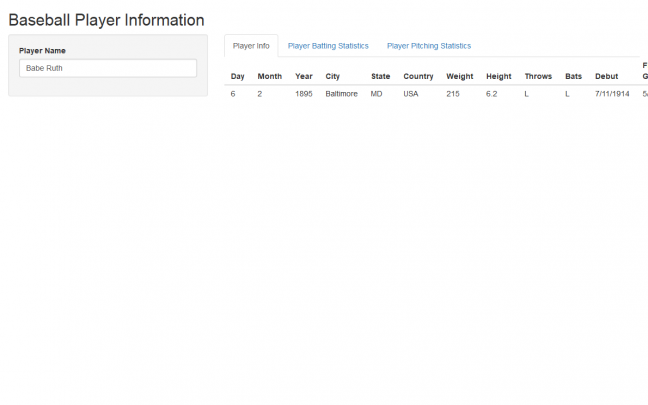 Baseball Player Information
Player Name
Babe Ruth
Player Info Player Batting Statistics Player Pitching Statistics
Day Month Year City State Country Weight Height Throws Bats Debut
6 2 1895 Baltimore MD USA 215 6.2 L L 7/11/1914